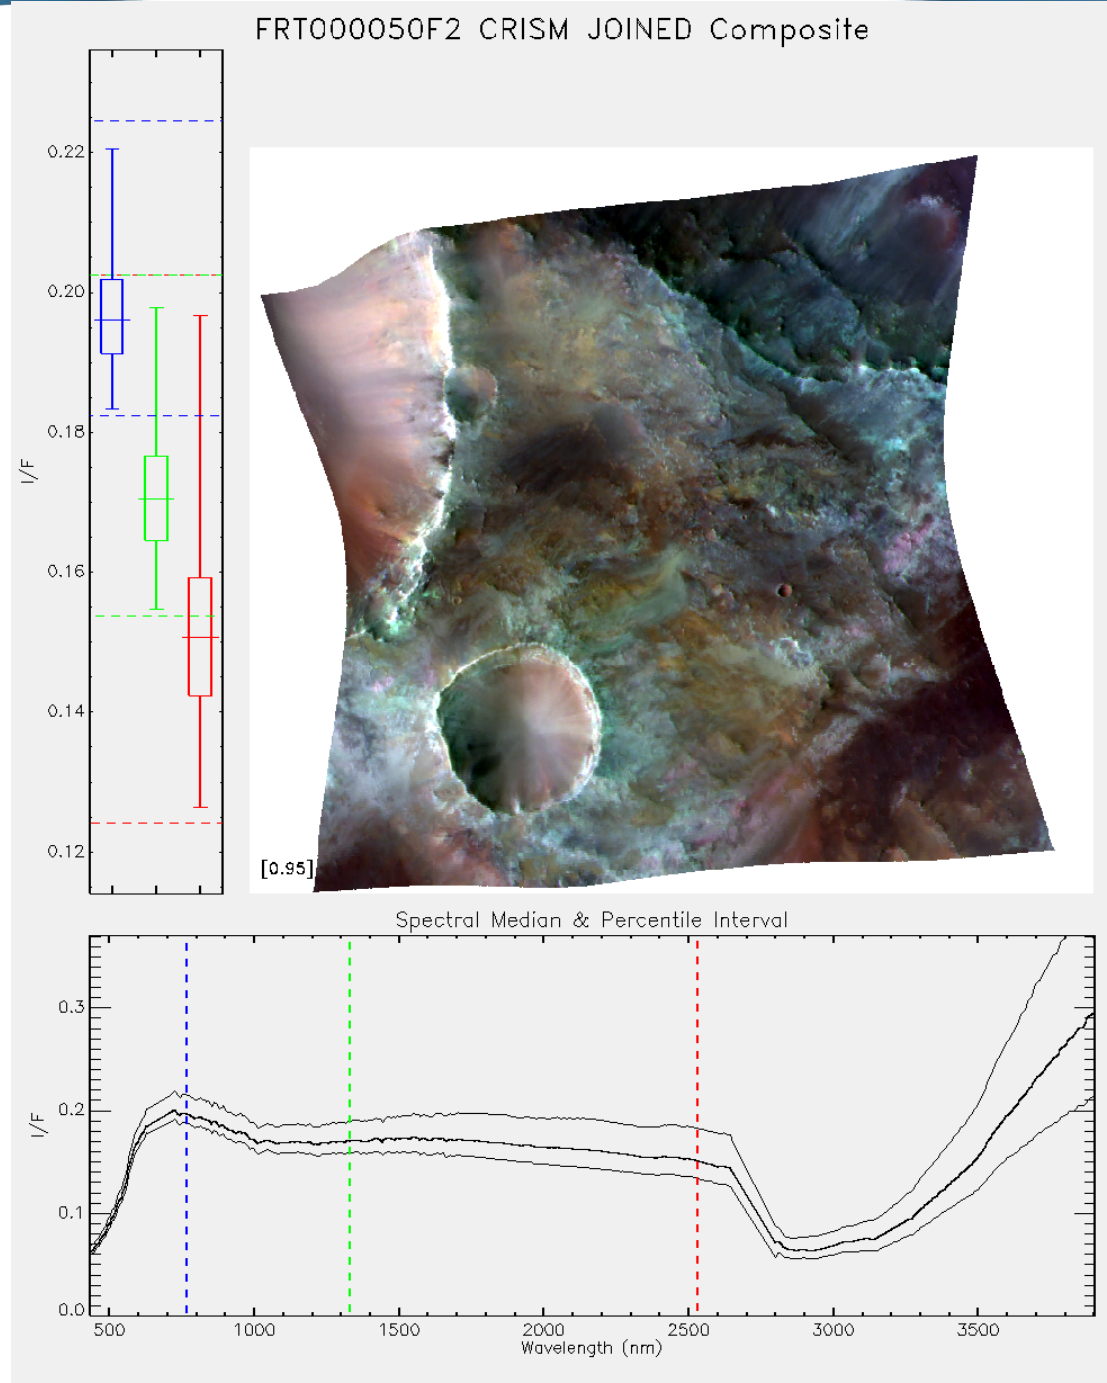 FRT000050F2 CRISM JOINED Composite
0.22
0.20
0.18
0.16
0.14
0.12
I/F
[0.95]
Spectral Median & Percentile Interval
0.3
0.2
0.1
0.0
I/F
500 1000 1500 2000 2500 3000 3500
Wavelength (nm)